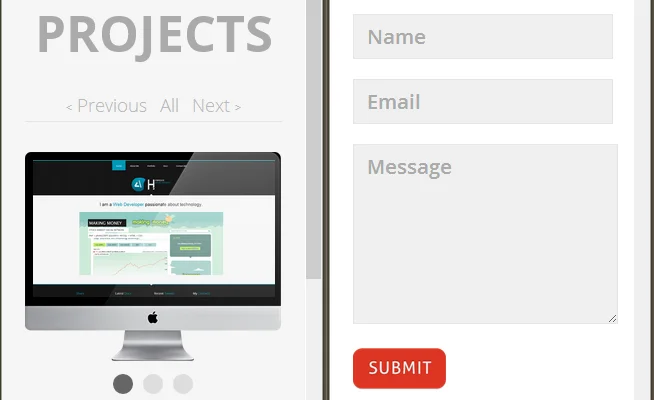 PROJECTS
< Previous All Next >
I am a Web Developer passionate about technology.
MAKING MONEY
Name
Email
Message
SUBMIT